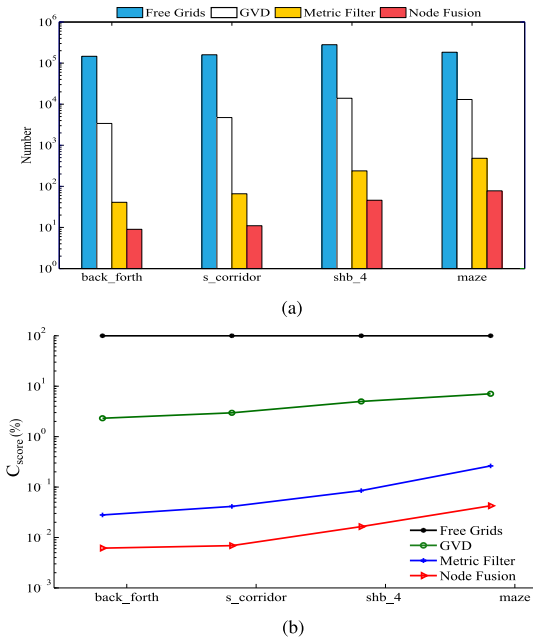 Free Grids GVD Metric Filter Node Fusion
10^6
10^5
10^4
10^3
10^2
10^1
10^0
Number
back_forth s_corridor shb_4 maze
(a)
10^2
10^1
10^0
10^1
10^2
10^3
C_score (%)
Free Grids
GVD
Metric Filter
Node Fusion
back_forth s_corridor shb_4 maze
(b)